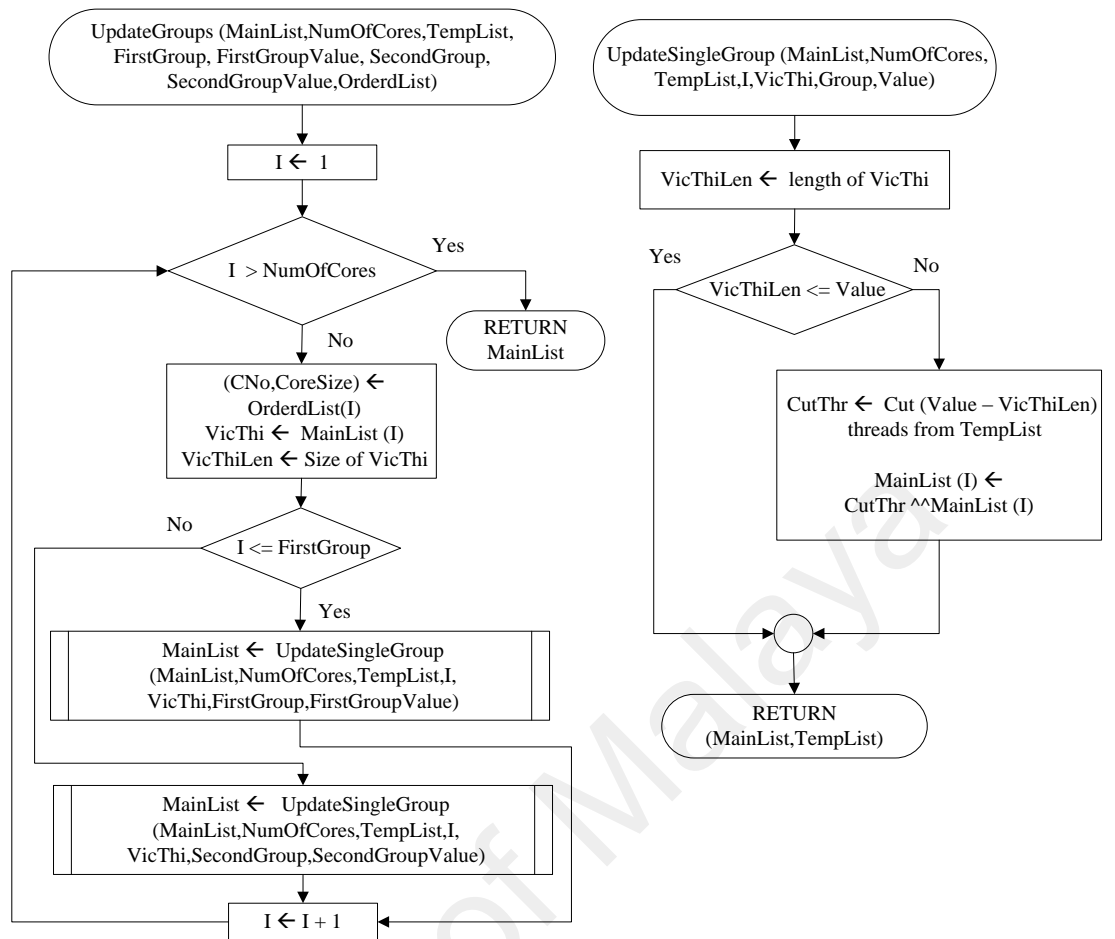 UpdateGroups (MainList,NumOfCores,TempList,
FirstGroup, FirstGroupValue, SecondGroup,
SecondGroupValue,OrderdList)
I ← 1
I > NumOfCores
Yes
RETURN
MainList
No
(CNo,CoreSize) ←
OrderdList(I)
VicThi ← MainList (I)
VicThiLen ← Size of VicThi
No
I <= FirstGroup
Yes
MainList ← UpdateSingleGroup
(MainList,NumOfCores,TempList,I,
VicThi,FirstGroup,FirstGroupValue)
MainList ← UpdateSingleGroup
(MainList,NumOfCores,TempList,I,
VicThi,SecondGroup,SecondGroupValue)
I ← I + 1
UpdateSingleGroup (MainList,NumOfCores,
TempList,I,VicThi,Group,Value)
VicThiLen ← length of VicThi
Yes
No
VicThiLen <= Value
CutThr ← Cut (Value – VicThiLen)
threads from TempList
MainList (I) ←
CutThr ^^MainList (I)
RETURN
(MainList,TempList)
of Malaya